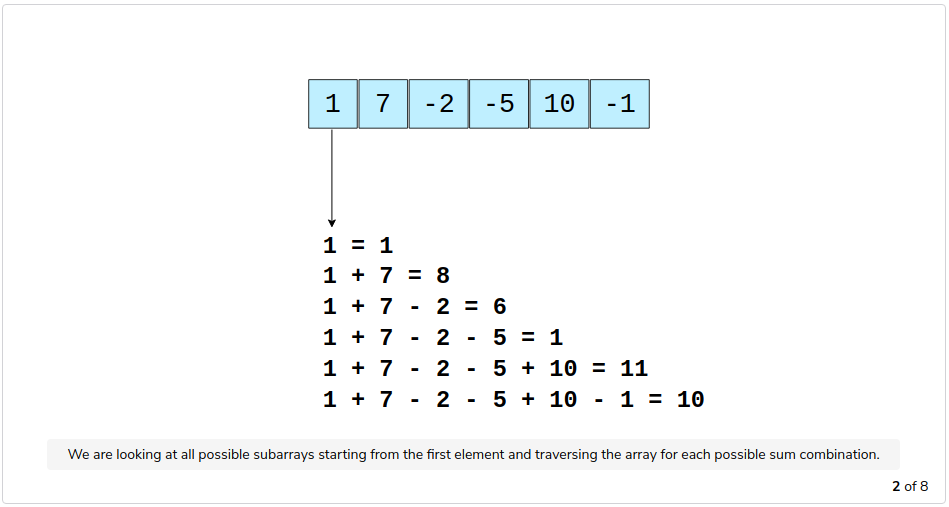 1 7 -2 -5 10 -1
1 = 1
1 + 7 = 8
1 + 7 - 2 = 6
1 + 7 - 2 - 5 = 1
1 + 7 - 2 - 5 + 10 = 11
1 + 7 - 2 - 5 + 10 - 1 = 10
We are looking at all possible subarrays starting from the first element and traversing the array for each possible sum combination.
2 of 8